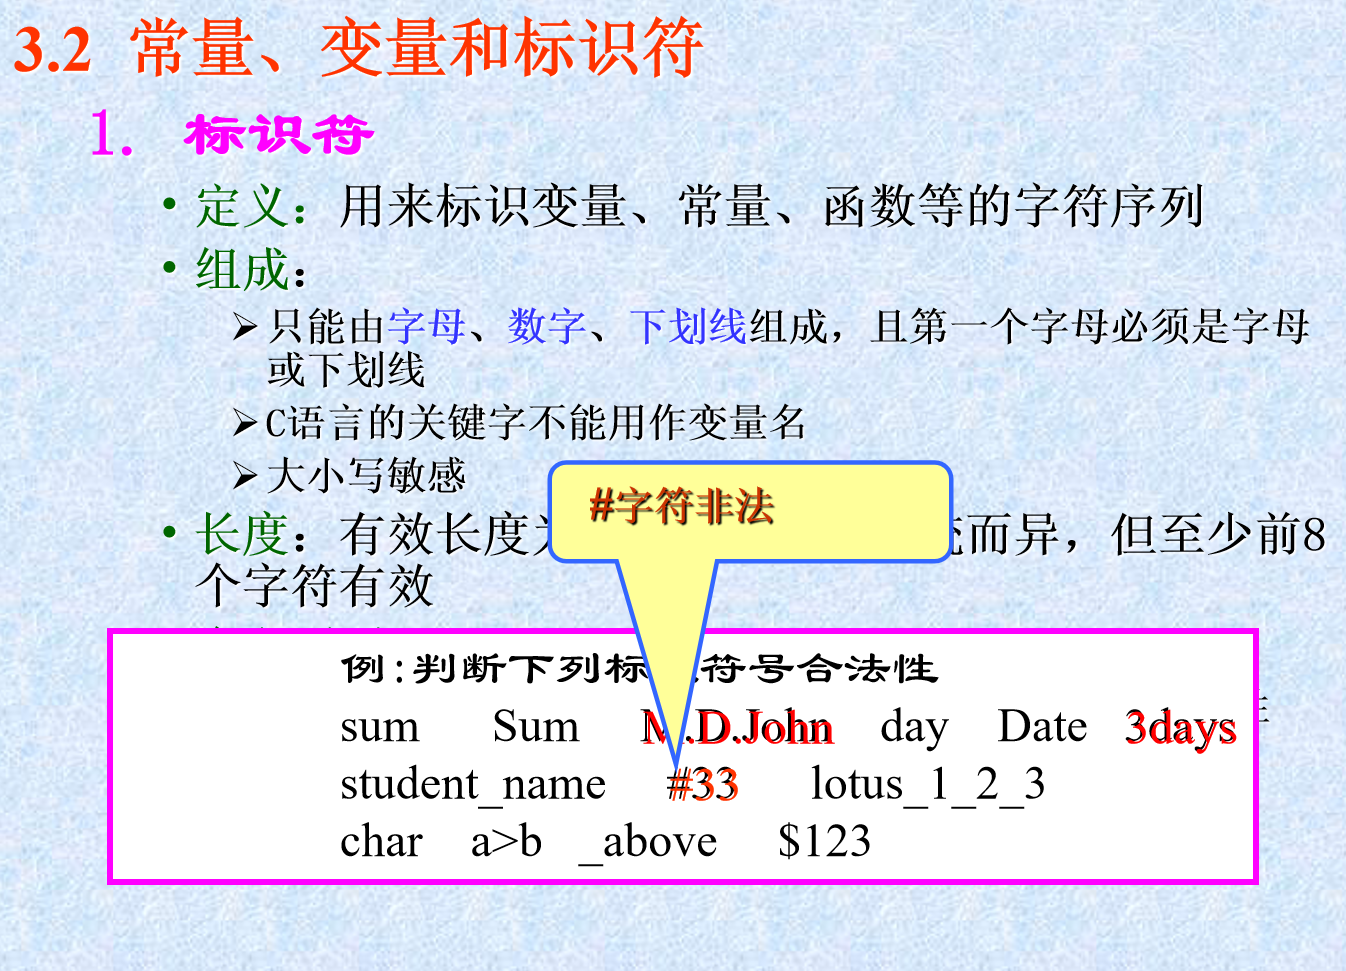 3.2 常量、变量和标识符
1. 标识符
• 定义：用来标识变量、常量、函数等的字符序列
• 组成：
➢只能由字母、数字、下划线组成，且第一个字母必须是字母
或下划线
➢C语言的关键字不能用作变量名
➢大小写敏感
#字符非法
• 长度：有效长度 而异，但至少前8
个字符有效
例:判断下列标 符号合法性
sum Sum M.D.John day Date 3days
student_name #33 lotus_1_2_3
char a>b _above $123